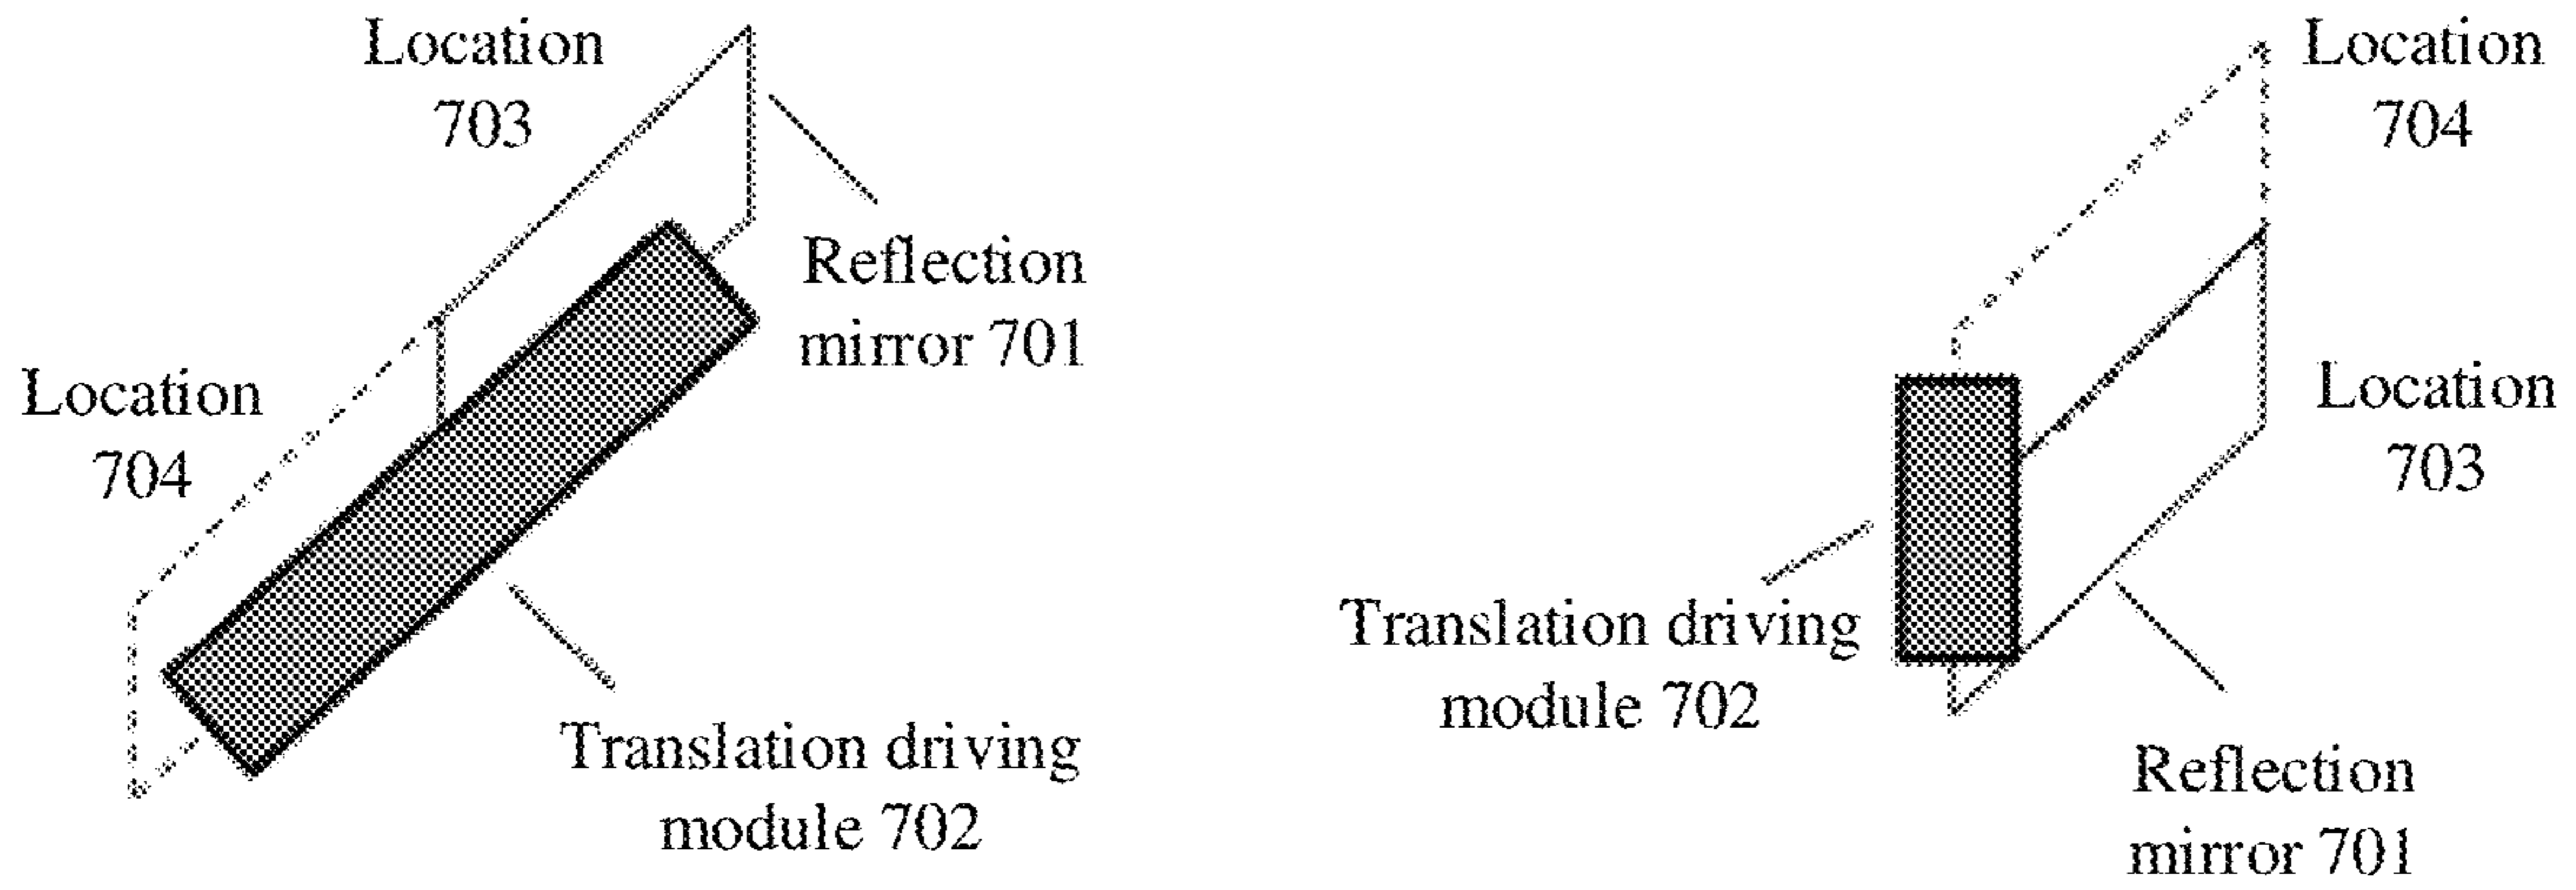 Location
703
Reflection
mirror 701
Location
704
Translation driving
module 702
Location
704
Location
703
Translation driving
module 702
Reflection
mirror 701